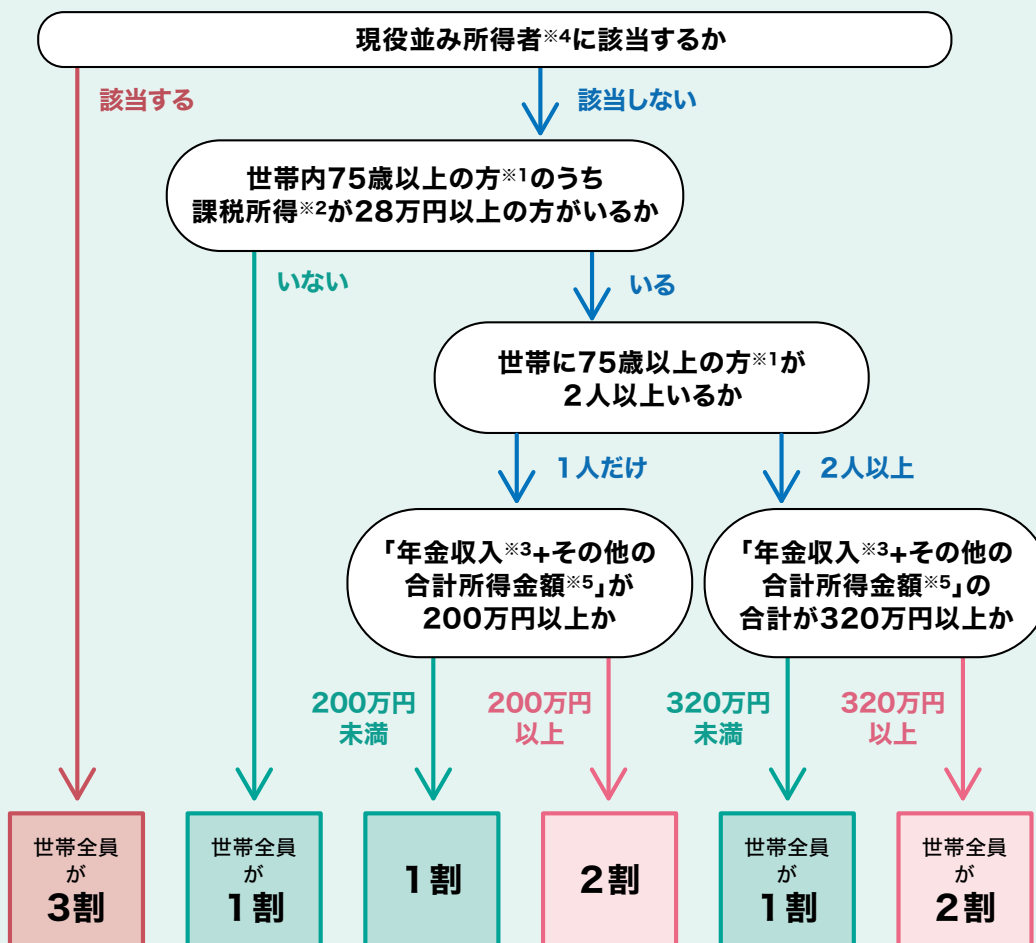 現役並み所得者※4に該当するか
該当する
該当しない
世帯内75歳以上の方※1のうち
課税所得※2が28万円以上の方がいるか
いない
いる
世帯に75歳以上の方※1が
2人以上いるか
1人だけ
2人以上
「年金収入※3+その他の
合計所得金額※5」が
200万円以上か
「年金収入※3+その他の
合計所得金額※5」の
合計が320万円以上か
200万円
未満
200万円
以上
320万円
未満
320万円
以上
世帯全員
が
3割
世帯全員
が
1割
1割
2割
世帯全員
が
1割
世帯全員
が
2割